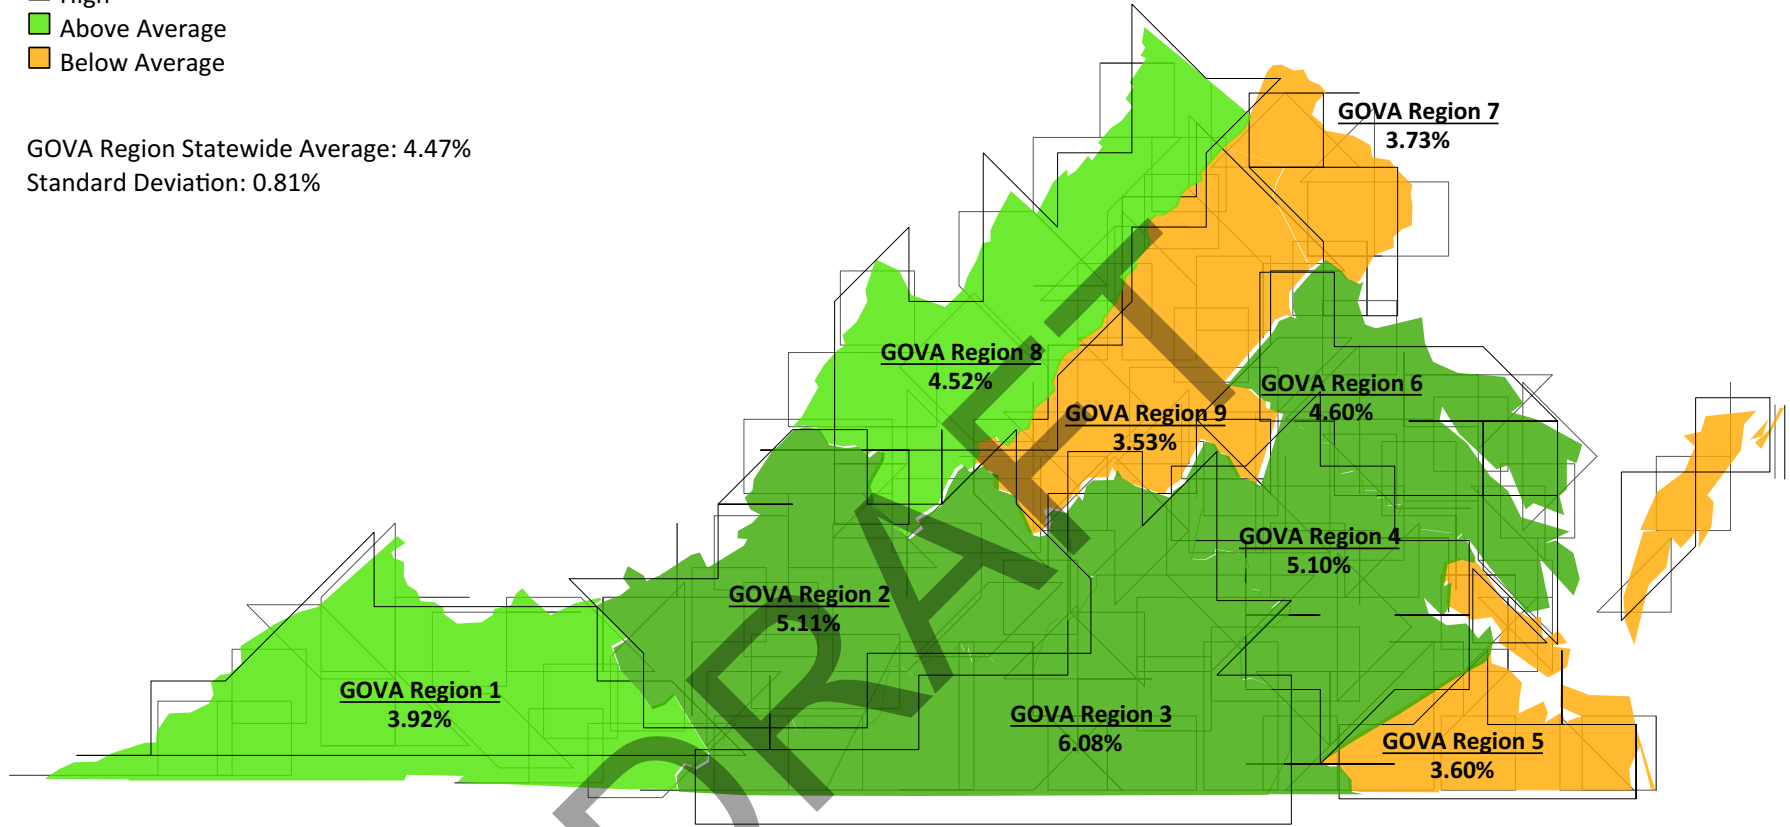 High
Above Average
Below Average
GOVA Region Statewide Average: 4.47%
Standard Deviation: 0.81%
GOVA Region 7
3.73%
GOVA Region 8
4.52%
GOVA Region 6
4.60%
GOVA Region 9
3.53%
GOVA Region 4
5.10%
GOVA Region 2
5.11%
GOVA Region 1
3.92%
GOVA Region 3
6.08%
GOVA Region 5
3.60%
DRAFT